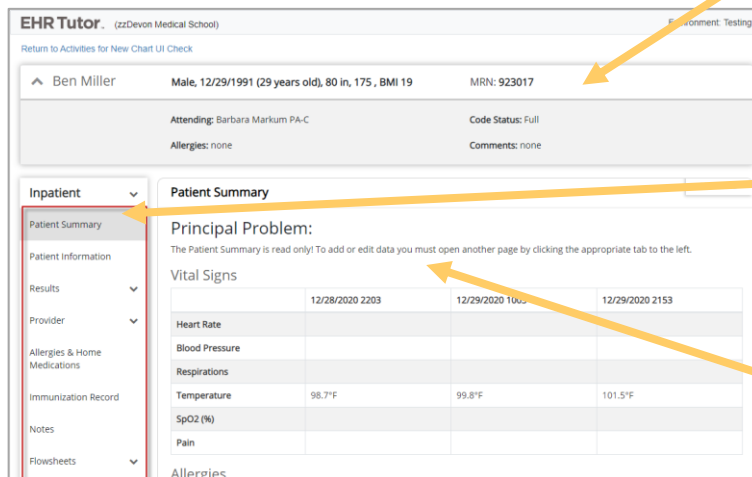 EHR Tutor. (zzDevon Medical School) Environment: Testing
Return to Activities for New Chart UI Check
Ben Miller Male, 12/29/1991 (29 years old), 80 in, 175 , BMI 19 MRN: 923017
Attending: Barbara Markum PA-C Code Status: Full
Allergies: none Comments: none
Inpatient Patient Summary
Patient Summary
Principal Problem:
The Patient Summary is read only! To add or edit data you must open another page by clicking the appropriate tab to the left.
Patient Information
Vital Signs
Results
12/28/2020 2203 12/29/2020 12/29/2020 2153
Provider
Heart Rate
Blood Pressure
Allergies & Home
Medications
Respirations
Temperature 98.7°F 99.8°F 101.5°F
Immunization Record
SpO2 (%)
Notes
Pain
Flowsheets
Allergies